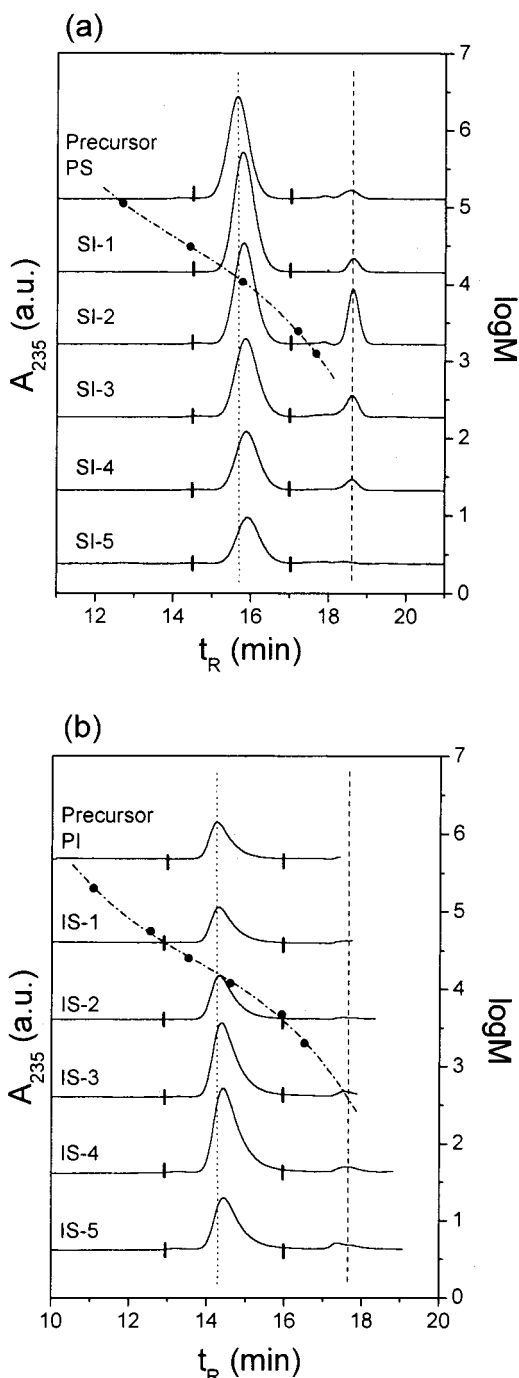 (a)
7
6
5
4
3
2
1
0
logM
Precursor
PS
SI-1
SI-2
SI-3
SI-4
SI-5
A235 (a.u.)
12 14 16 18 20
tR (min)
(b)
7
6
5
4
3
2
1
0
logM
Precursor
PI
IS-1
IS-2
IS-3
IS-4
IS-5
A235 (a.u.)
10 12 14 16 18 20
tR (min)